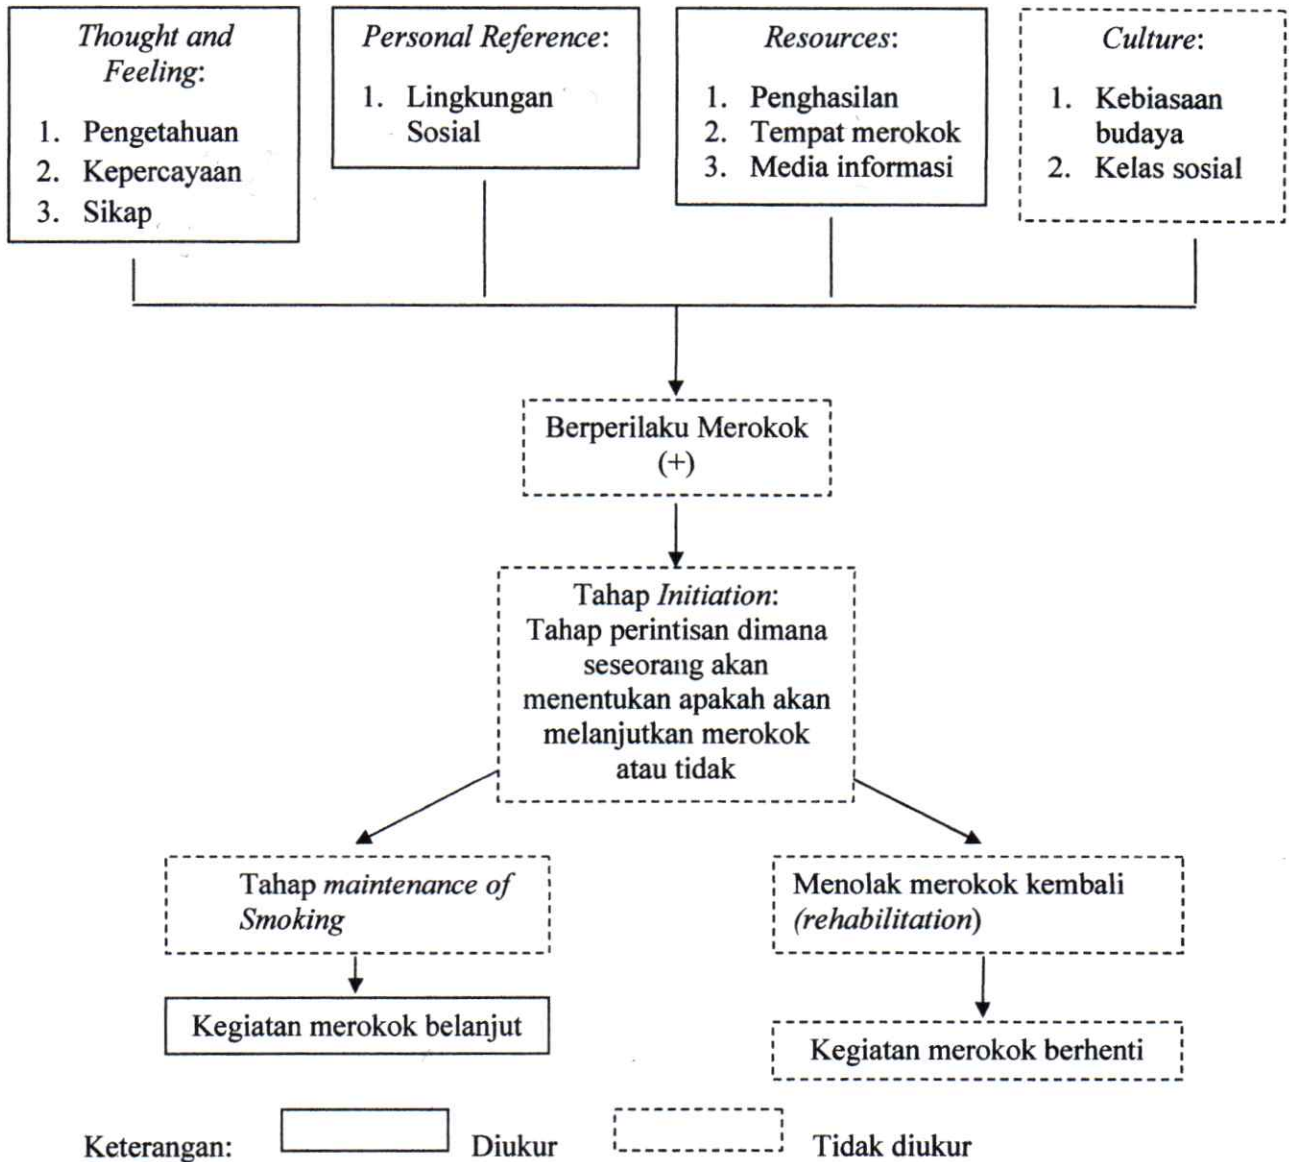 Thought and
Feeling:
1. Pengetahuan
2. Kepercayaan
3. Sikap
Personal Reference:
1. Lingkungan
Sosial
Resources:
1. Penghasilan
2. Tempat merokok
3. Media informasi
Culture:
1. Kebiasaan
budaya
2. Kelas sosial
Berperilaku Merokok
(+)
Tahap Initiation:
Tahap perintisan dimana
seseorang akan
menentukan apakah akan
melanjutkan merokok
atau tidak
Tahap maintenance of
Smoking
Menolak merokok kembali
(rehabilitation)
Kegiatan merokok belanjut
Kegiatan merokok berhenti
Keterangan: Diukur Tidak diukur